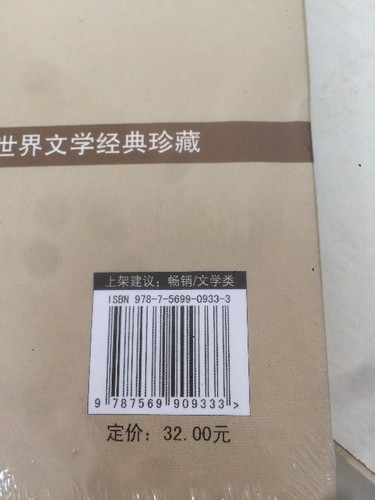 世界文学经典珍藏
上架建议：畅销/文学类
ISBN 978-7-5699-0933-3
9 787569 909333 >
定价：32.00元